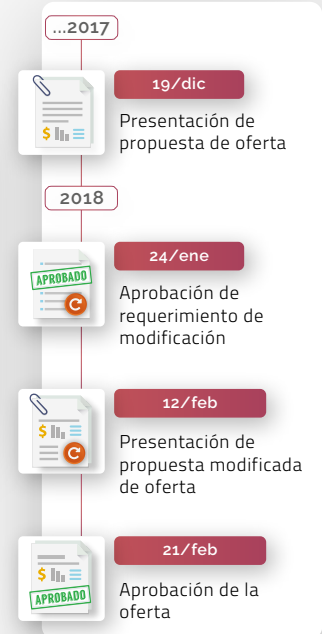 ...2017
19/dic
Presentación de
propuesta de oferta
2018
24/ene
APROBADO
Aprobación de
requerimiento de
modificación
12/feb
$
Presentación de
propuesta modificada
de oferta
21/feb
$
APROBADO
Aprobación de la
oferta